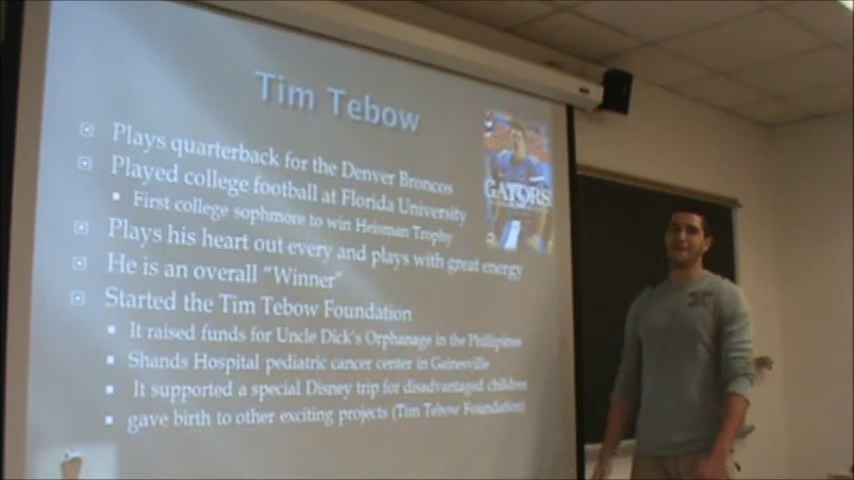 Tim Tebow
Plays quarterback for the Denver Broncos
Played college football at Florida University
First college sophmore to win Heisman Trophy
Plays his heart out every and plays with great energy
He is an overall “Winner”
Started the Tim Tebow Foundation
It raised funds for Uncle Dick's Orphanage in the Phillipines
Shands Hospital pediatric cancer center in Gainesville
It supported a special Disney trip for disadvantaged children
gave birth to other exciting projects (Tim Tebow Foundation)
GATORS